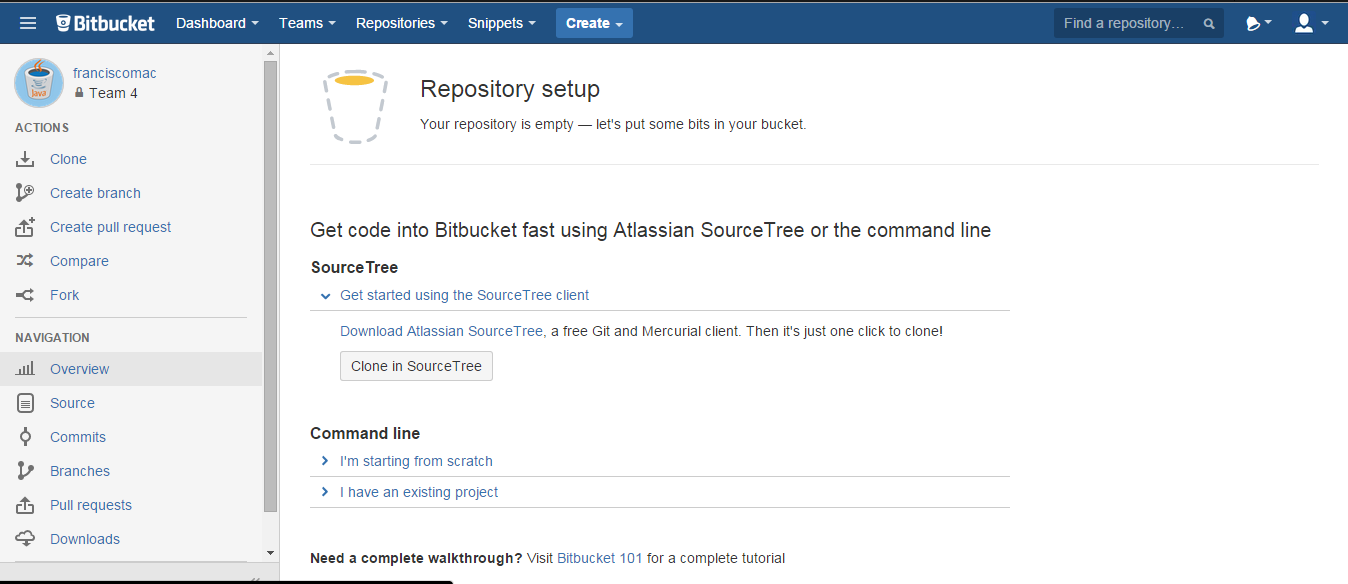 Bitbucket Dashboard Teams Repositories Snippets Create Find a repository...
franciscomac
Team 4
ACTIONS
Clone
Create branch
Create pull request
Compare
Fork
NAVIGATION
Overview
Source
Commits
Branches
Pull requests
Downloads
Repository setup
Your repository is empty — let's put some bits in your bucket.
Get code into Bitbucket fast using Atlassian SourceTree or the command line
SourceTree
Get started using the SourceTree client
Download Atlassian SourceTree, a free Git and Mercurial client. Then it's just one click to clone!
Clone in SourceTree
Command line
I'm starting from scratch
I have an existing project
Need a complete walkthrough? Visit Bitbucket 101 for a complete tutorial